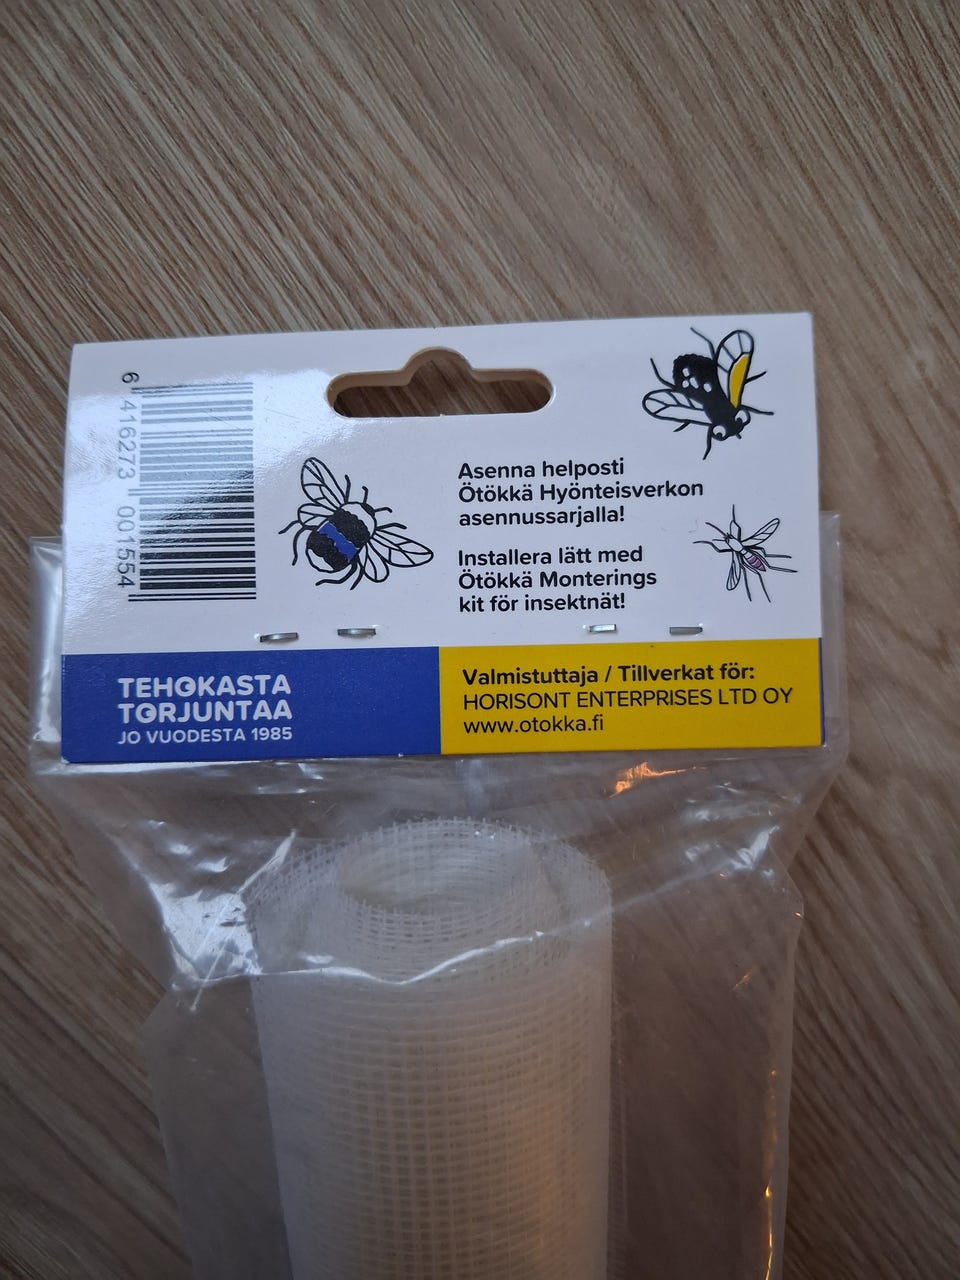 6 416273 001554
Asenna helposti
Ötökkä Hyönteisverkon
asennussarjalla!
Installera lätt med
Ötökkä Monterings
kit för insektnät!
TEHOKASTA
TORJUNTAA
JO VUODESTA 1985
Valmistuttaja / Tillverkat för:
HORISONT ENTERPRISES LTD OY
www.otokka.fi